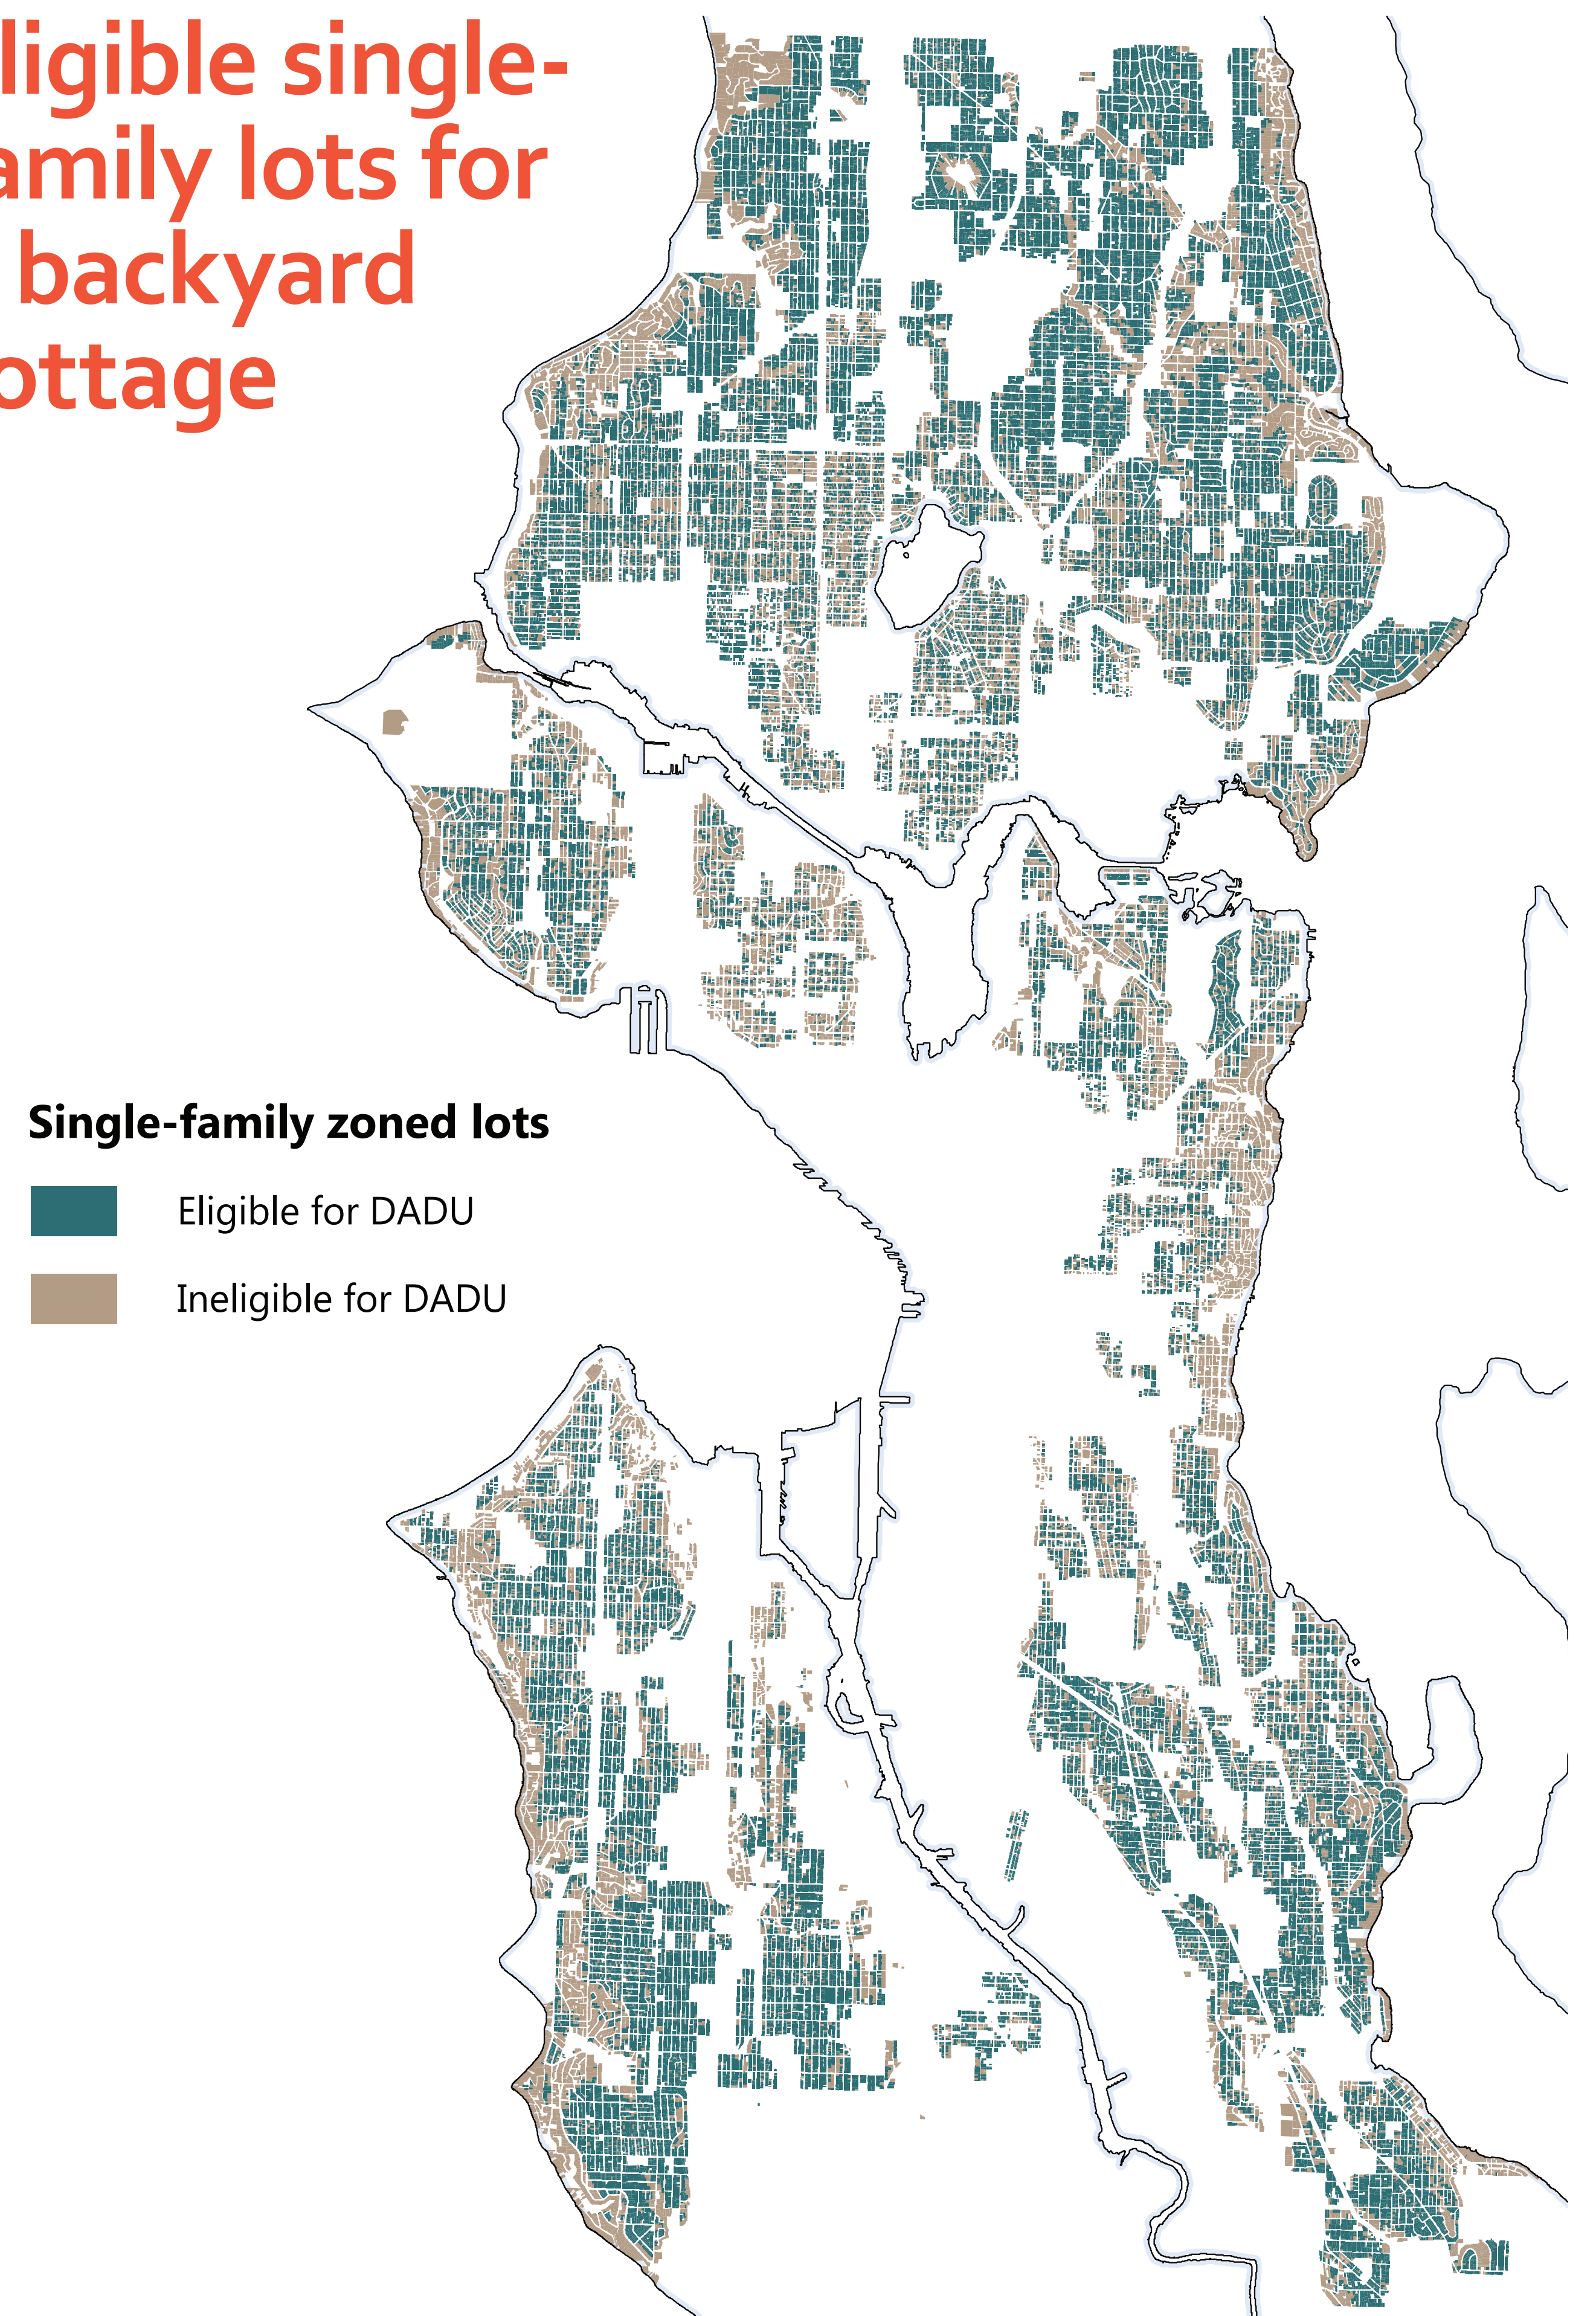 ligible single-
amily lots for
backyard
ottage
Single-family zoned lots
Eligible for DADU
Ineligible for DADU